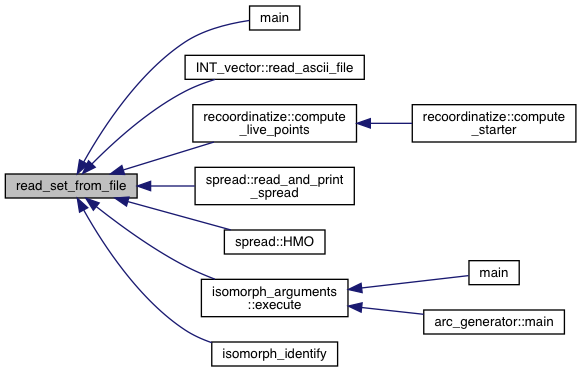 main
INT_vector::read_ascii_file
recoordinatize::compute
_live_points
recoordinatize::compute
_starter
read_set_from_file
spread::read_and_print
_spread
spread::HMO
isomorph_arguments
::execute
main
arc_generator::main
isomorph_identify